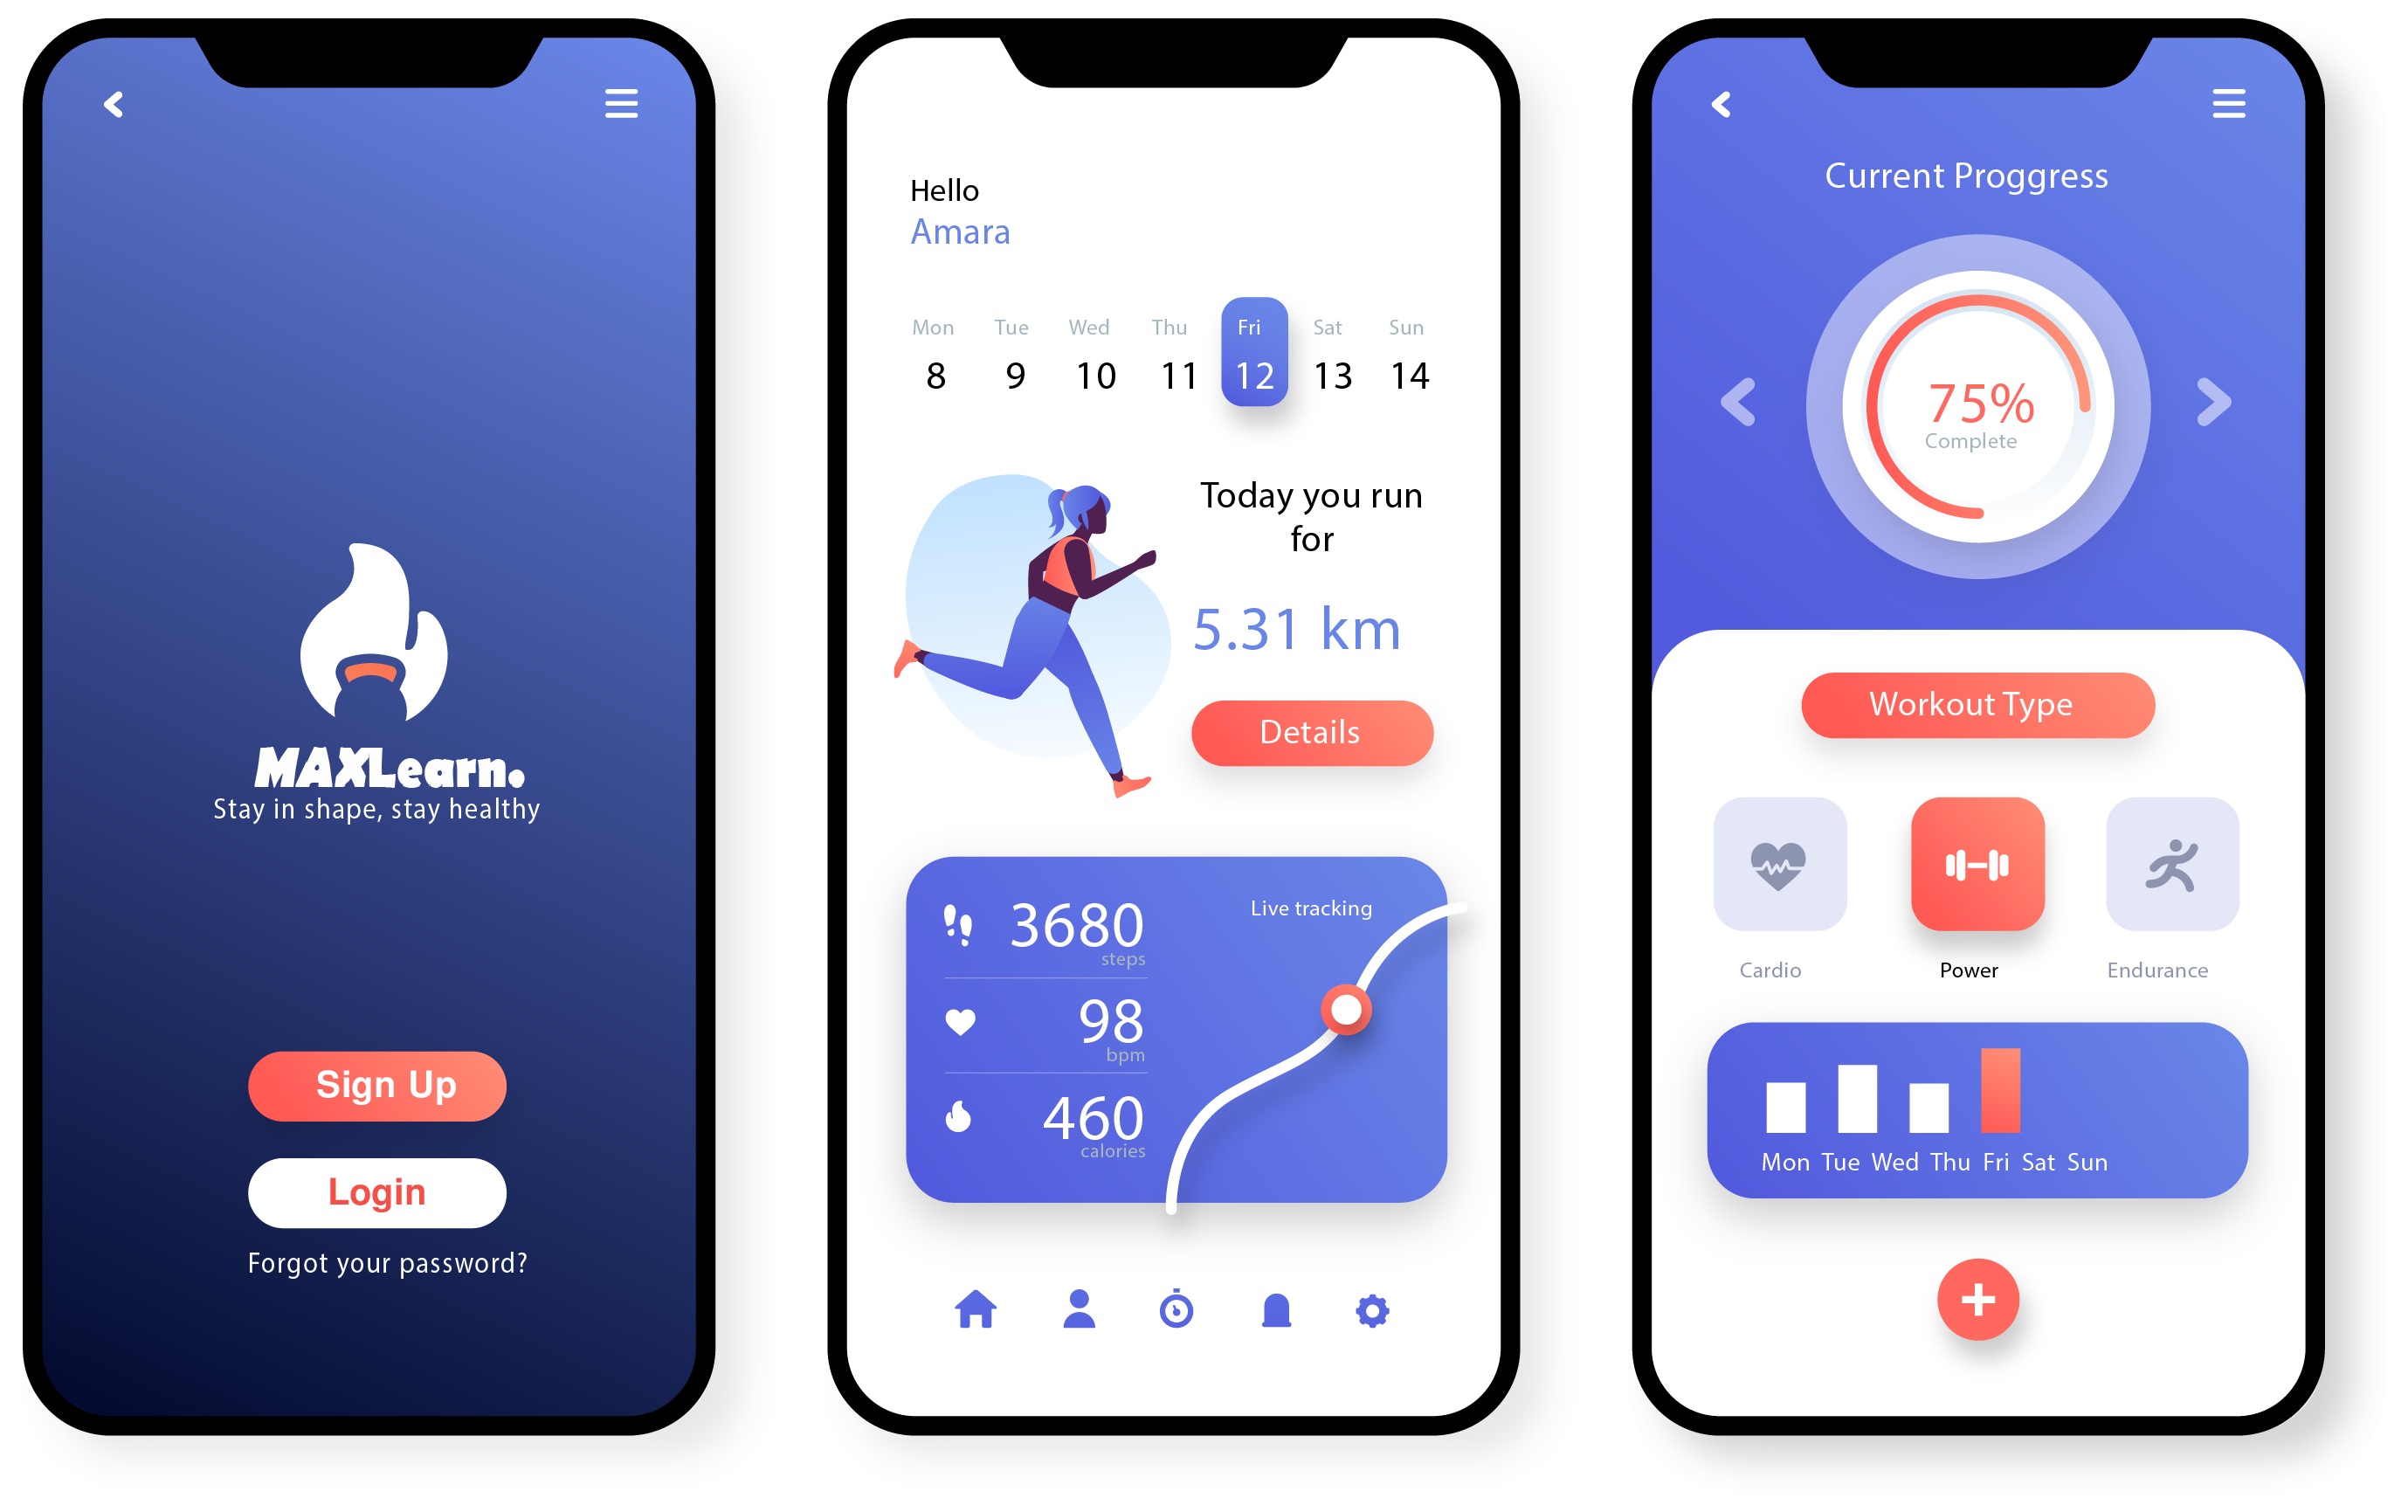 MAXLearn.
Stay in shape, stay healthy
Sign Up
Login
Forgot your password?
Hello
Amara
Mon Tue Wed Thu Fri Sat Sun
8 9 10 11 12 13 14
Today you run
for
5.31 km
Details
3680
steps
98
bpm
460
calories
Live tracking
Current Proggress
75%
Complete
Workout Type
Cardio Power Endurance
Mon Tue Wed Thu Fri Sat Sun